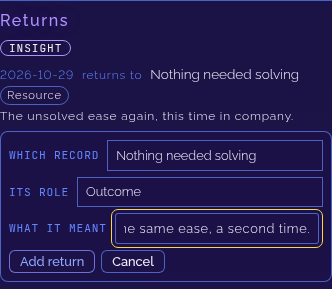 Returns
INSIGHT
2026-10-29 returns to Nothing needed solving
Resource
The unsolved ease again, this time in company.
WHICH RECORD Nothing needed solving
ITS ROLE Outcome
WHAT IT MEANT same ease, a second time.
Add return Cancel